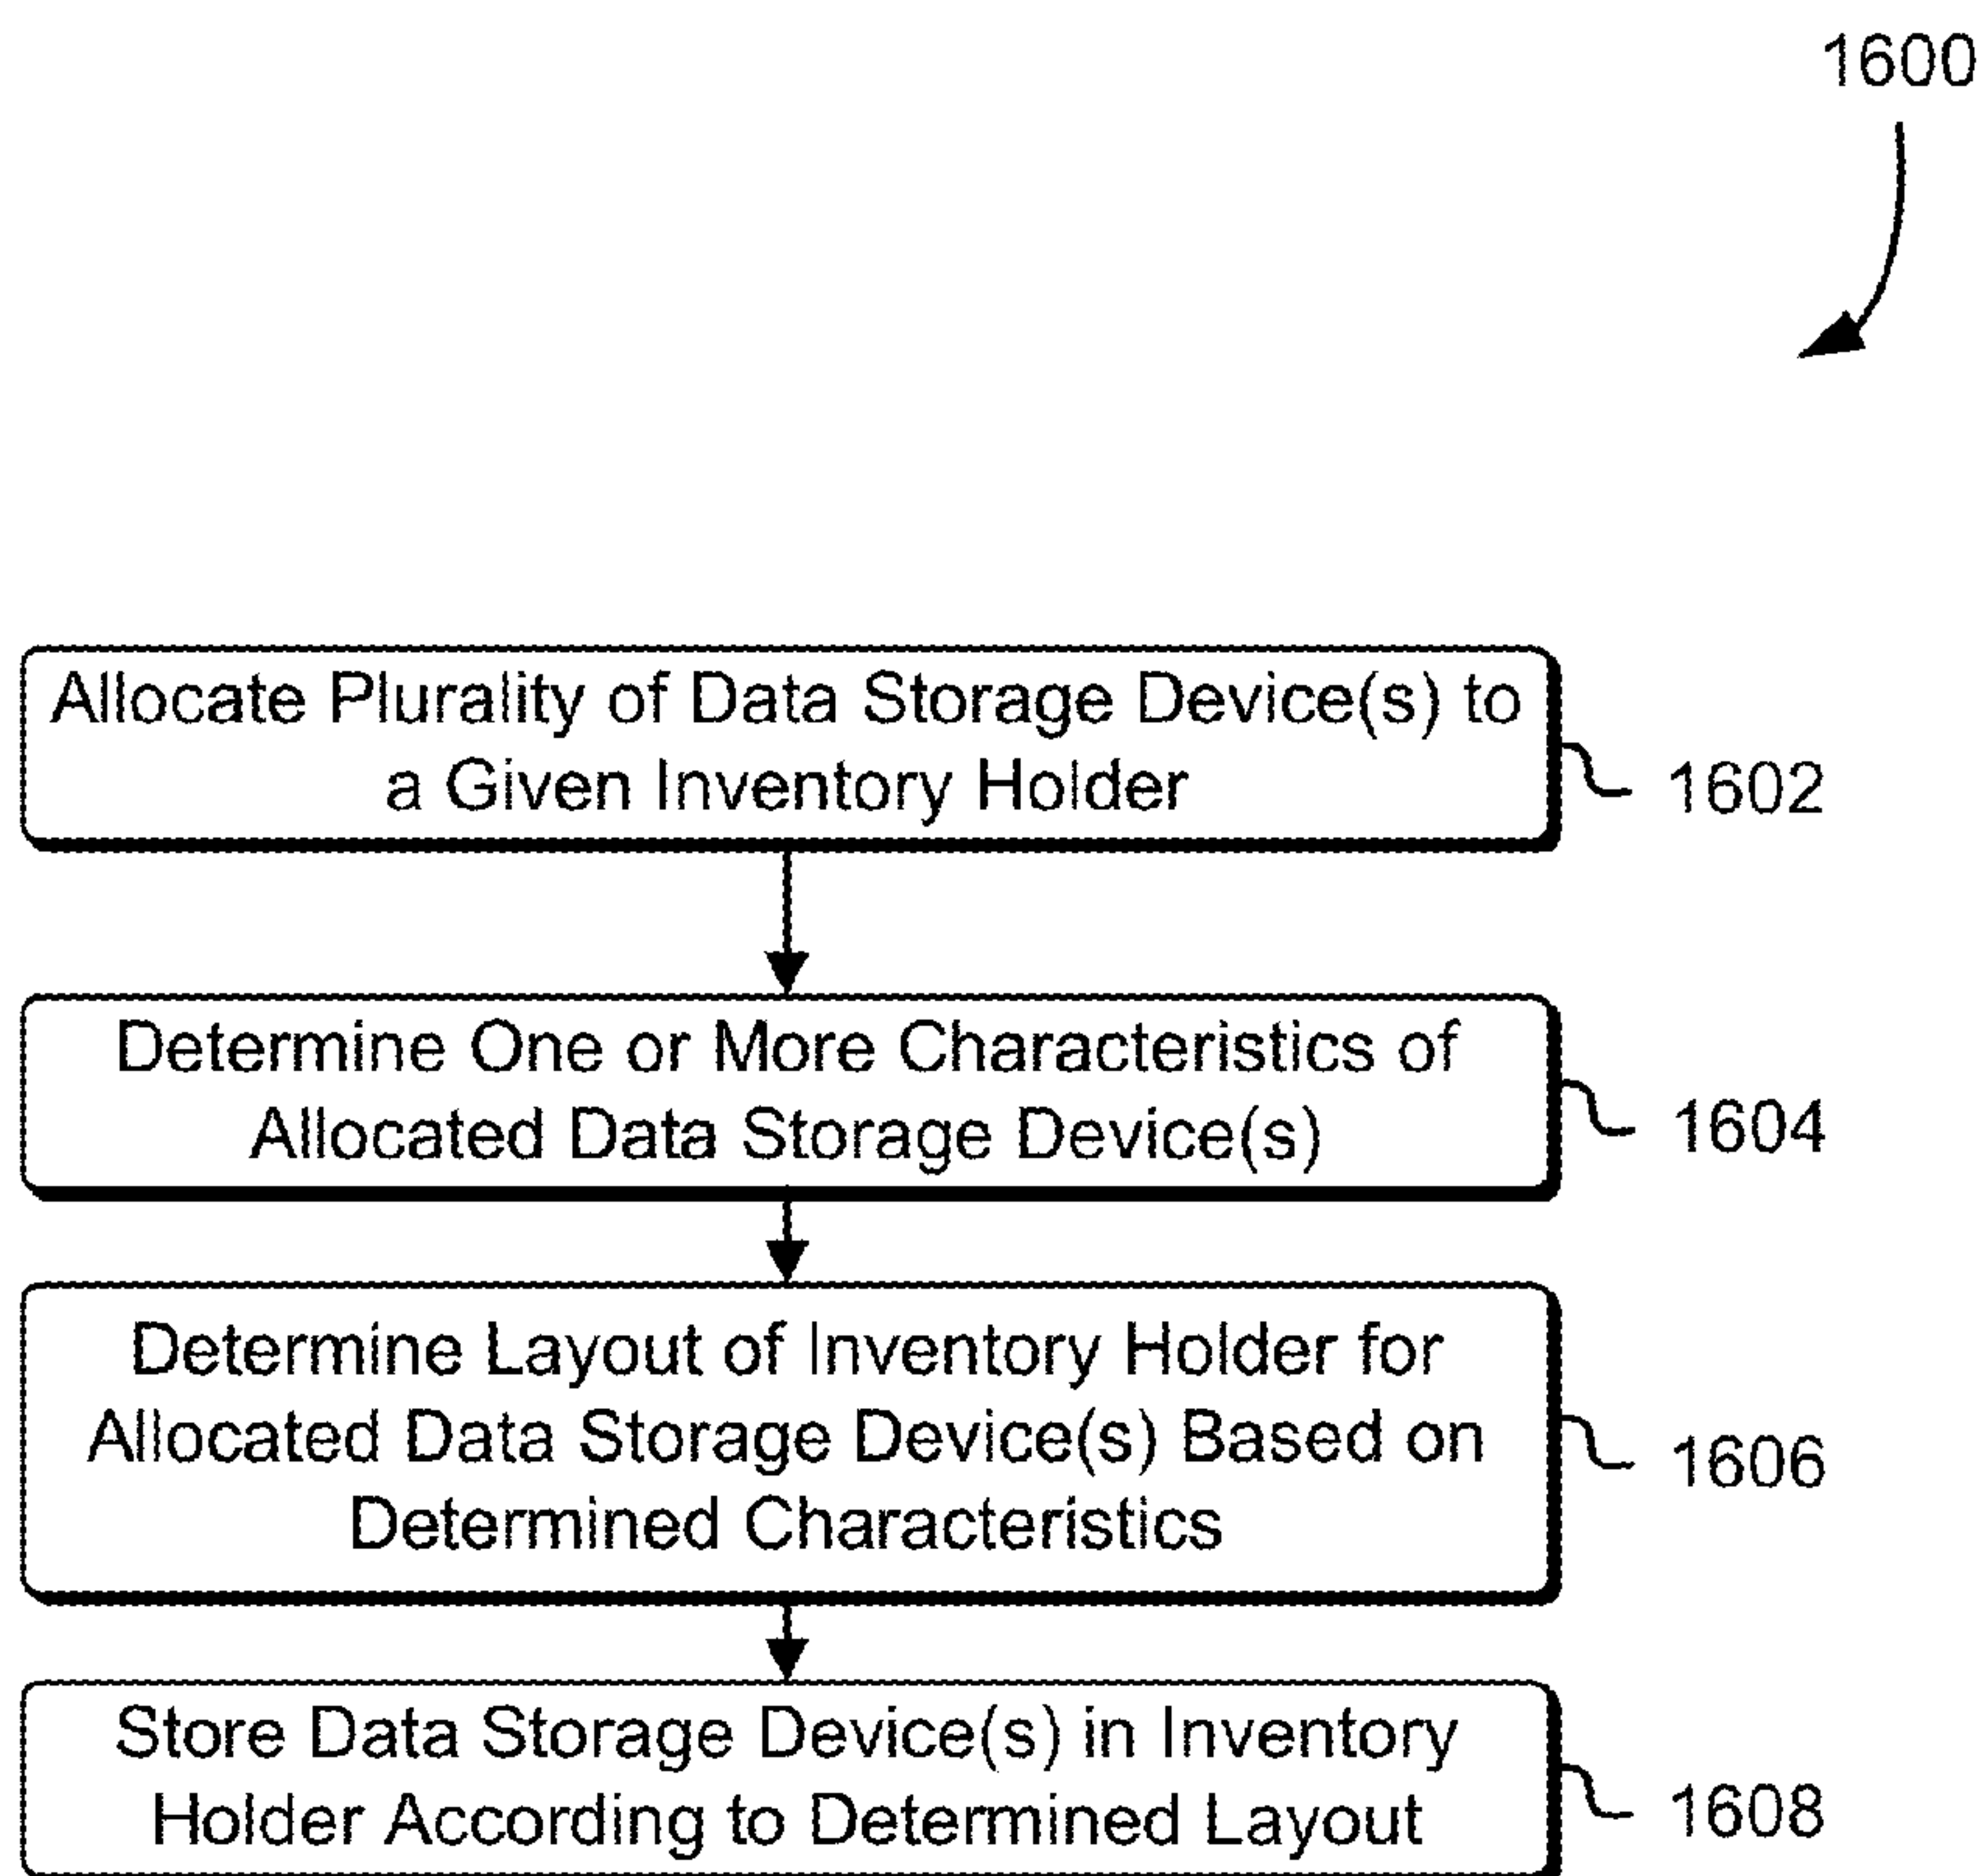 1600
Allocate Plurality of Data Storage Device(s) to
a Given Inventory Holder
1602
Determine One or More Characteristics of
Allocated Data Storage Device(s)
1604
Determine Layout of Inventory Holder for
Allocated Data Storage Device(s) Based on
Determined Characteristics
1606
Store Data Storage Device(s) in Inventory
Holder According to Determined Layout
1608